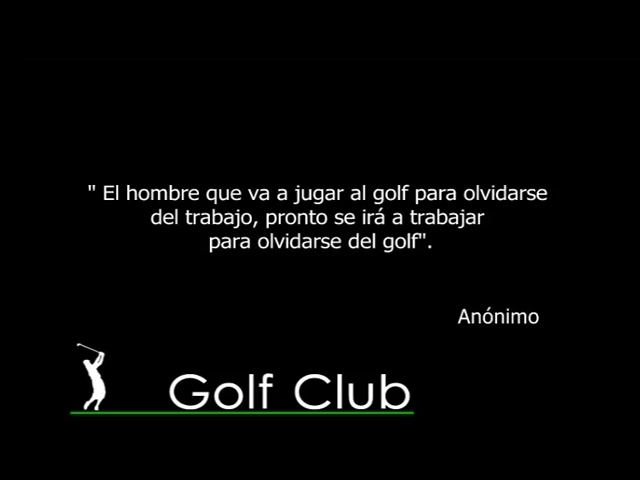 " El hombre que va a jugar al golf para olvidarse
del trabajo, pronto se irá a trabajar
para olvidarse del golf".
Anónimo
Golf Club